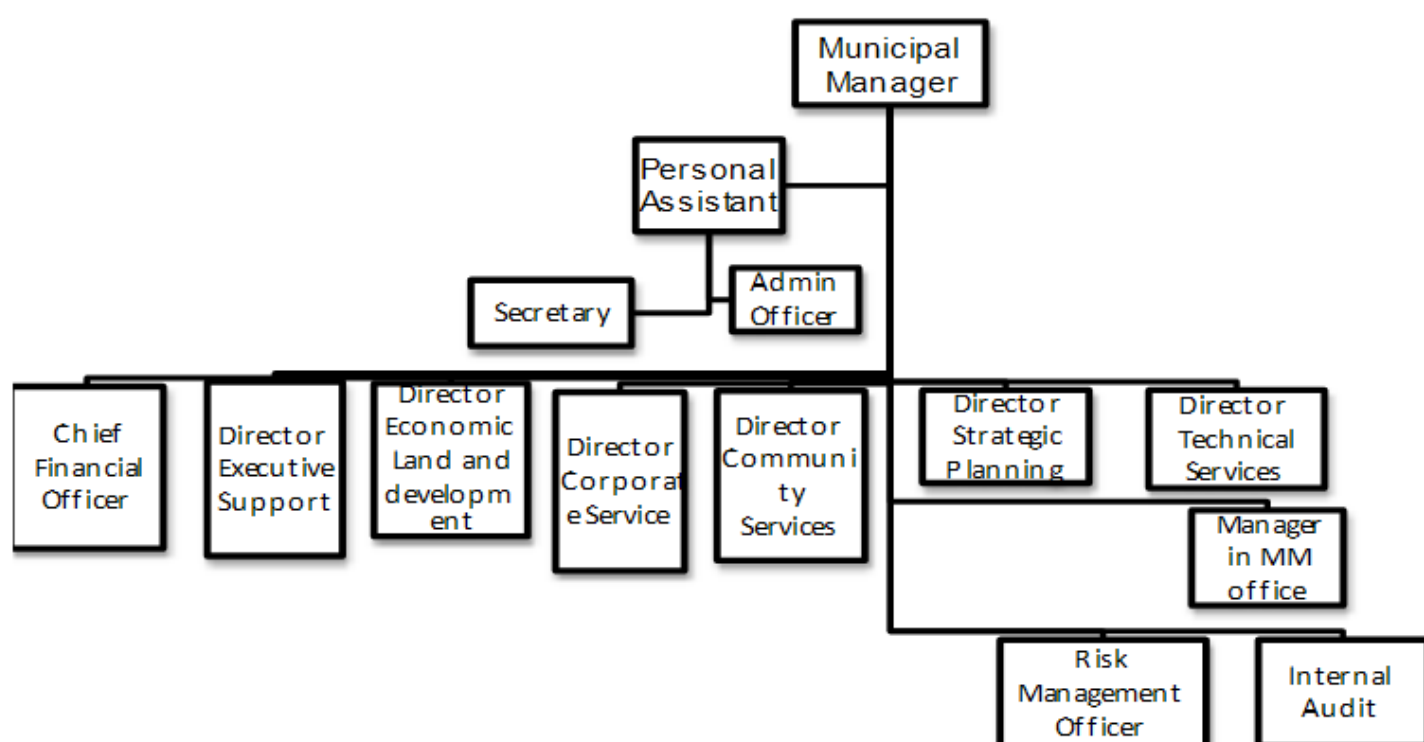 Municipal
Manager
Personal
Assistant
Secretary
Admin
Officer
Chief
Financial
Officer
Director
Executive
Support
Director
Economic
Land and
developm
ent
Director
Corporat
e Service
Director
Communi
ty
Services
Director
Strategic
Planning
Director
Technical
Services
Manager
in MM
office
Risk
Management
Officer
Internal
Audit